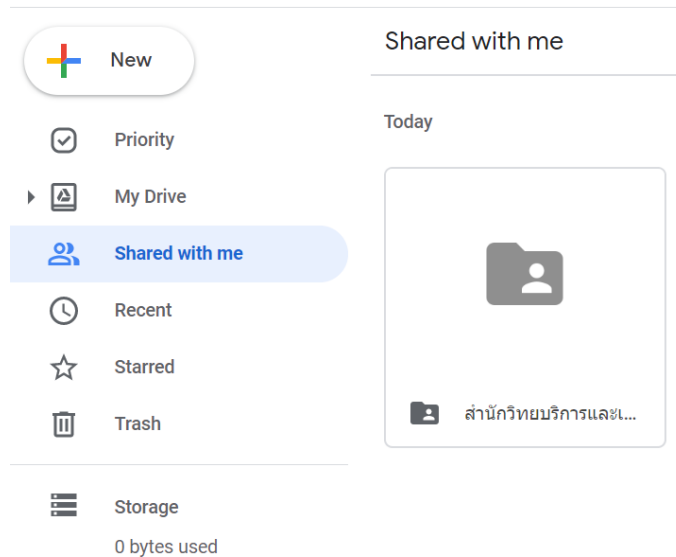 New
Priority
My Drive
Shared with me
Recent
Starred
Trash
Storage
0 bytes used
Shared with me
Today
สำนักวิทยบริการและเ...